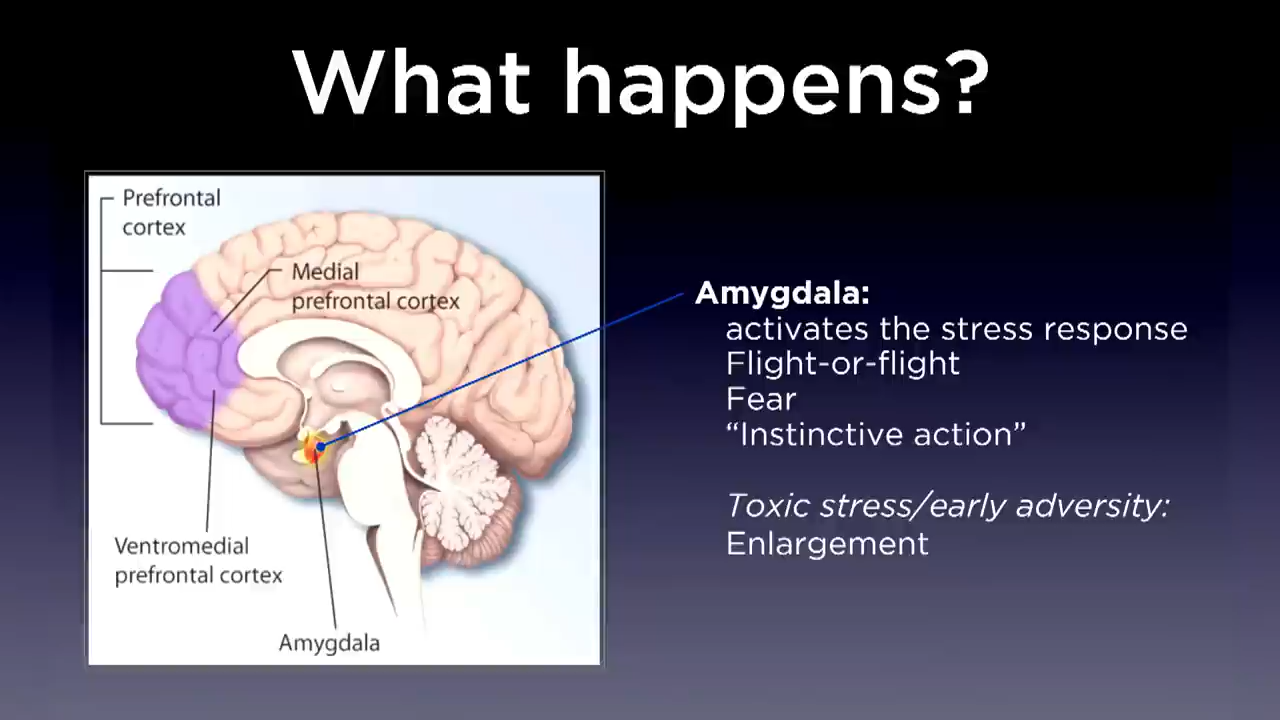 What happens?
Prefrontal
cortex
Medial
prefrontal cortex
Ventromedial
prefrontal cortex
Amygdala
Amygdala:
activates the stress response
Flight-or-flight
Fear
“Instinctive action”
Toxic stress/early adversity:
Enlargement